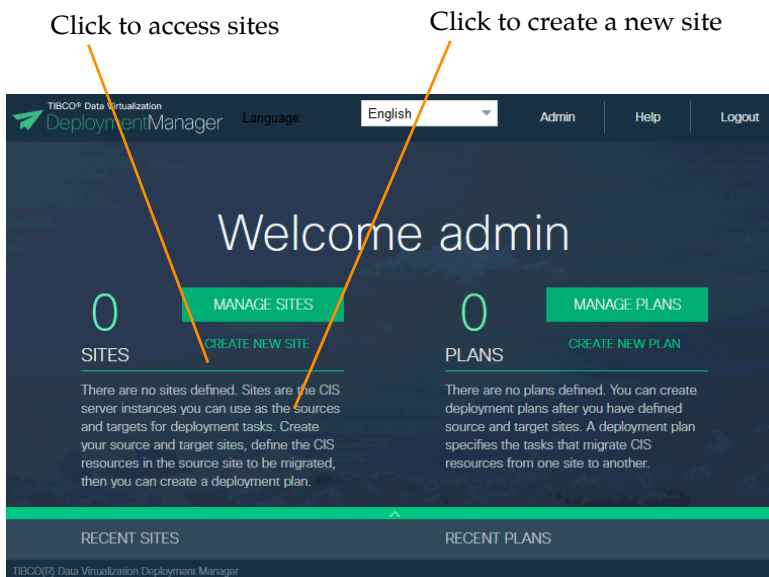 Click to access sites
Click to create a new site
TIBCO® Data Virtualization
DeploymentManager
Language:
English
Admin
Help
Logout
Welcome admin
0
MANAGE SITES
SITES
CREATE NEW SITE
There are no sites defined. Sites are the CIS
server instances you can use as the sources
and targets for deployment tasks. Create
your source and target sites, define the CIS
resources in the source site to be migrated,
then you can create a deployment plan.
0
MANAGE PLANS
PLANS
CREATE NEW PLAN
There are no plans defined. You can create
deployment plans after you have defined
source and target sites. A deployment plan
specifies the tasks that migrate CIS
resources from one site to another.
RECENT SITES
RECENT PLANS
TIBCO(R) Data Virtualization Deployment Manager